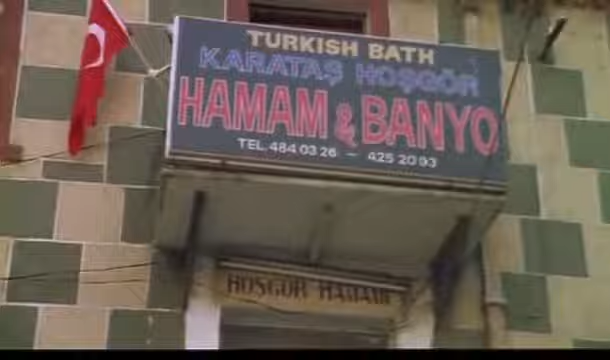 TURKISH BATH
KARATAŞ HOŞGÖR
HAMAM & BANYO
TEL 484 03 26 - 425 20 93
HOŞGÖR HAMAMI